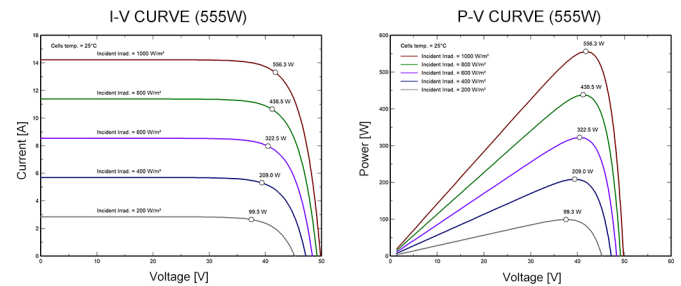 I-V CURVE (555W)
16
14
12
10
8
6
4
2
0
Current [A]
Cells temp. = 25°C
Incident Irrad. = 1000 W/m²
556.3 W
Incident Irrad. = 800 W/m²
438.5 W
Incident Irrad. = 600 W/m²
322.5 W
Incident Irrad. = 400 W/m²
209.0 W
Incident Irrad. = 200 W/m²
99.3 W
0 10 20 30 40 50
Voltage [V]
P-V CURVE (555W)
600
500
400
300
200
100
0
Power [W]
Cells temp. = 25°C
Incident Irrad. = 1000 W/m²
Incident Irrad. = 800 W/m²
Incident Irrad. = 600 W/m²
Incident Irrad. = 400 W/m²
Incident Irrad. = 200 W/m²
556.3 W
438.5 W
322.5 W
209.0 W
99.3 W
0 10 20 30 40 50 60
Voltage [V]